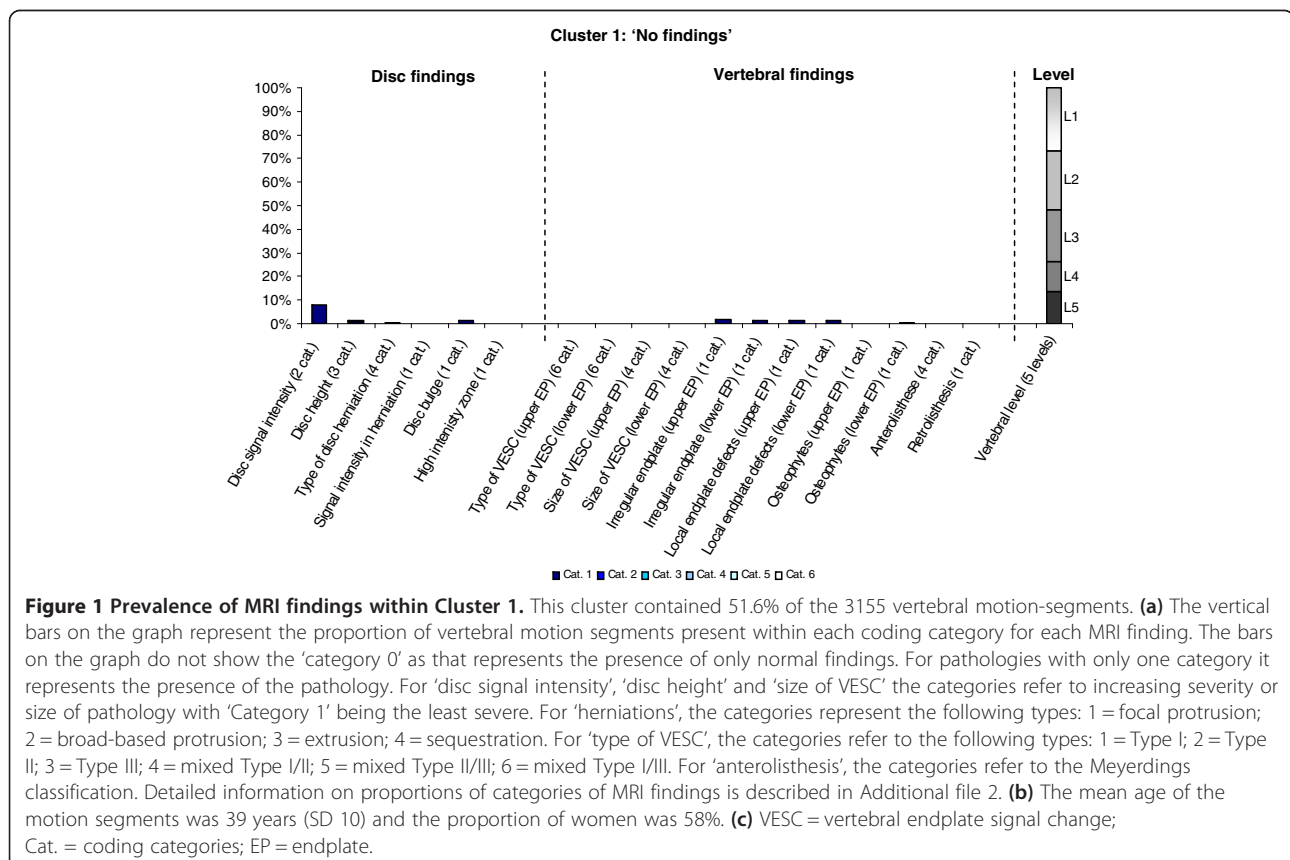 Cluster 1: 'No findings'
Disc findings
Vertebral findings
Level
100%
90%
80%
70%
60%
50%
40%
30%
20%
10%
0%
L1
L2
L3
L4
L5
Disc signal intensity (2 cat.)
Disc height (3 cat.)
Type of disc herniation (4 cat.)
Signal intensity in herniation (1 cat.)
Disc bulge (1 cat.)
High intenisty zone (1 cat.)
Type of VESC (upper EP) (6 cat.)
Type of VESC (lower EP) (6 cat.)
Size of VESC (upper EP) (4 cat.)
Size of VESC (lower EP) (4 cat.)
Irregular endplate (upper EP) (1 cat.)
Irregular endplate (lower EP) (1 cat.)
Local endplate defects (upper EP) (1 cat.)
Local endplate defects (lower EP) (1 cat.)
Osteophytes (upper EP) (1 cat.)
Osteophytes (lower EP) (1 cat.)
Anterolisthese (4 cat.)
Retrolisthesis (1 cat.)
Vertebral level (5 levels)
Cat. 1 Cat. 2 Cat. 3 Cat. 4 Cat. 5 Cat. 6
Figure 1 Prevalence of MRI findings within Cluster 1. This cluster contained 51.6% of the 3155 vertebral motion-segments. (a) The vertical
bars on the graph represent the proportion of vertebral motion segments present within each coding category for each MRI finding. The bars
on the graph do not show the 'category 0' as that represents the presence of only normal findings. For pathologies with only one category it
represents the presence of the pathology. For 'disc signal intensity', 'disc height' and 'size of VESC' the categories refer to increasing severity or
size of pathology with 'Category 1' being the least severe. For 'herniations', the categories represent the following types: 1 = focal protrusion;
2 = broad-based protrusion; 3 = extrusion; 4 = sequestration. For 'type of VESC', the categories refer to the following types: 1 = Type I; 2 = Type
II; 3 = Type III; 4 = mixed Type I/II; 5 = mixed Type II/III; 6 = mixed Type I/III. For 'anterolisthesis', the categories refer to the Meyerdings
classification. Detailed information on proportions of categories of MRI findings is described in Additional file 2. (b) The mean age of the
motion segments was 39 years (SD 10) and the proportion of women was 58%. (c) VESC = vertebral endplate signal change;
Cat. = coding categories; EP = endplate.